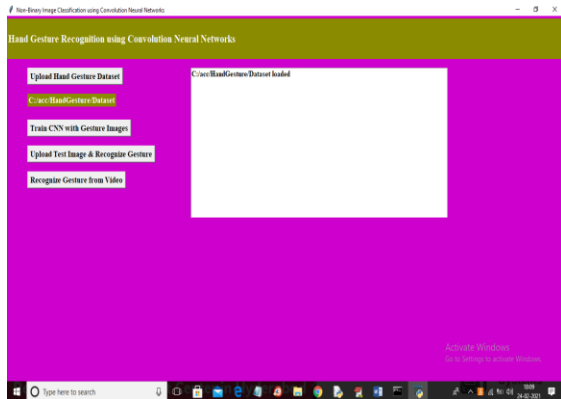 Non-Binary Image Classification using Convolution Neural Networks
Hand Gesture Recognition using Convolution Neural Networks
Upload Hand Gesture Dataset
C:/acc/HandGesture/Dataset
Train CNN with Gesture Images
Upload Test Image & Recognize Gesture
Recognize Gesture from Video
C:/acc/HandGesture/Dataset loaded
Activate Windows
Go to Settings to activate Windows.
Type here to search
1809
24-02-2021